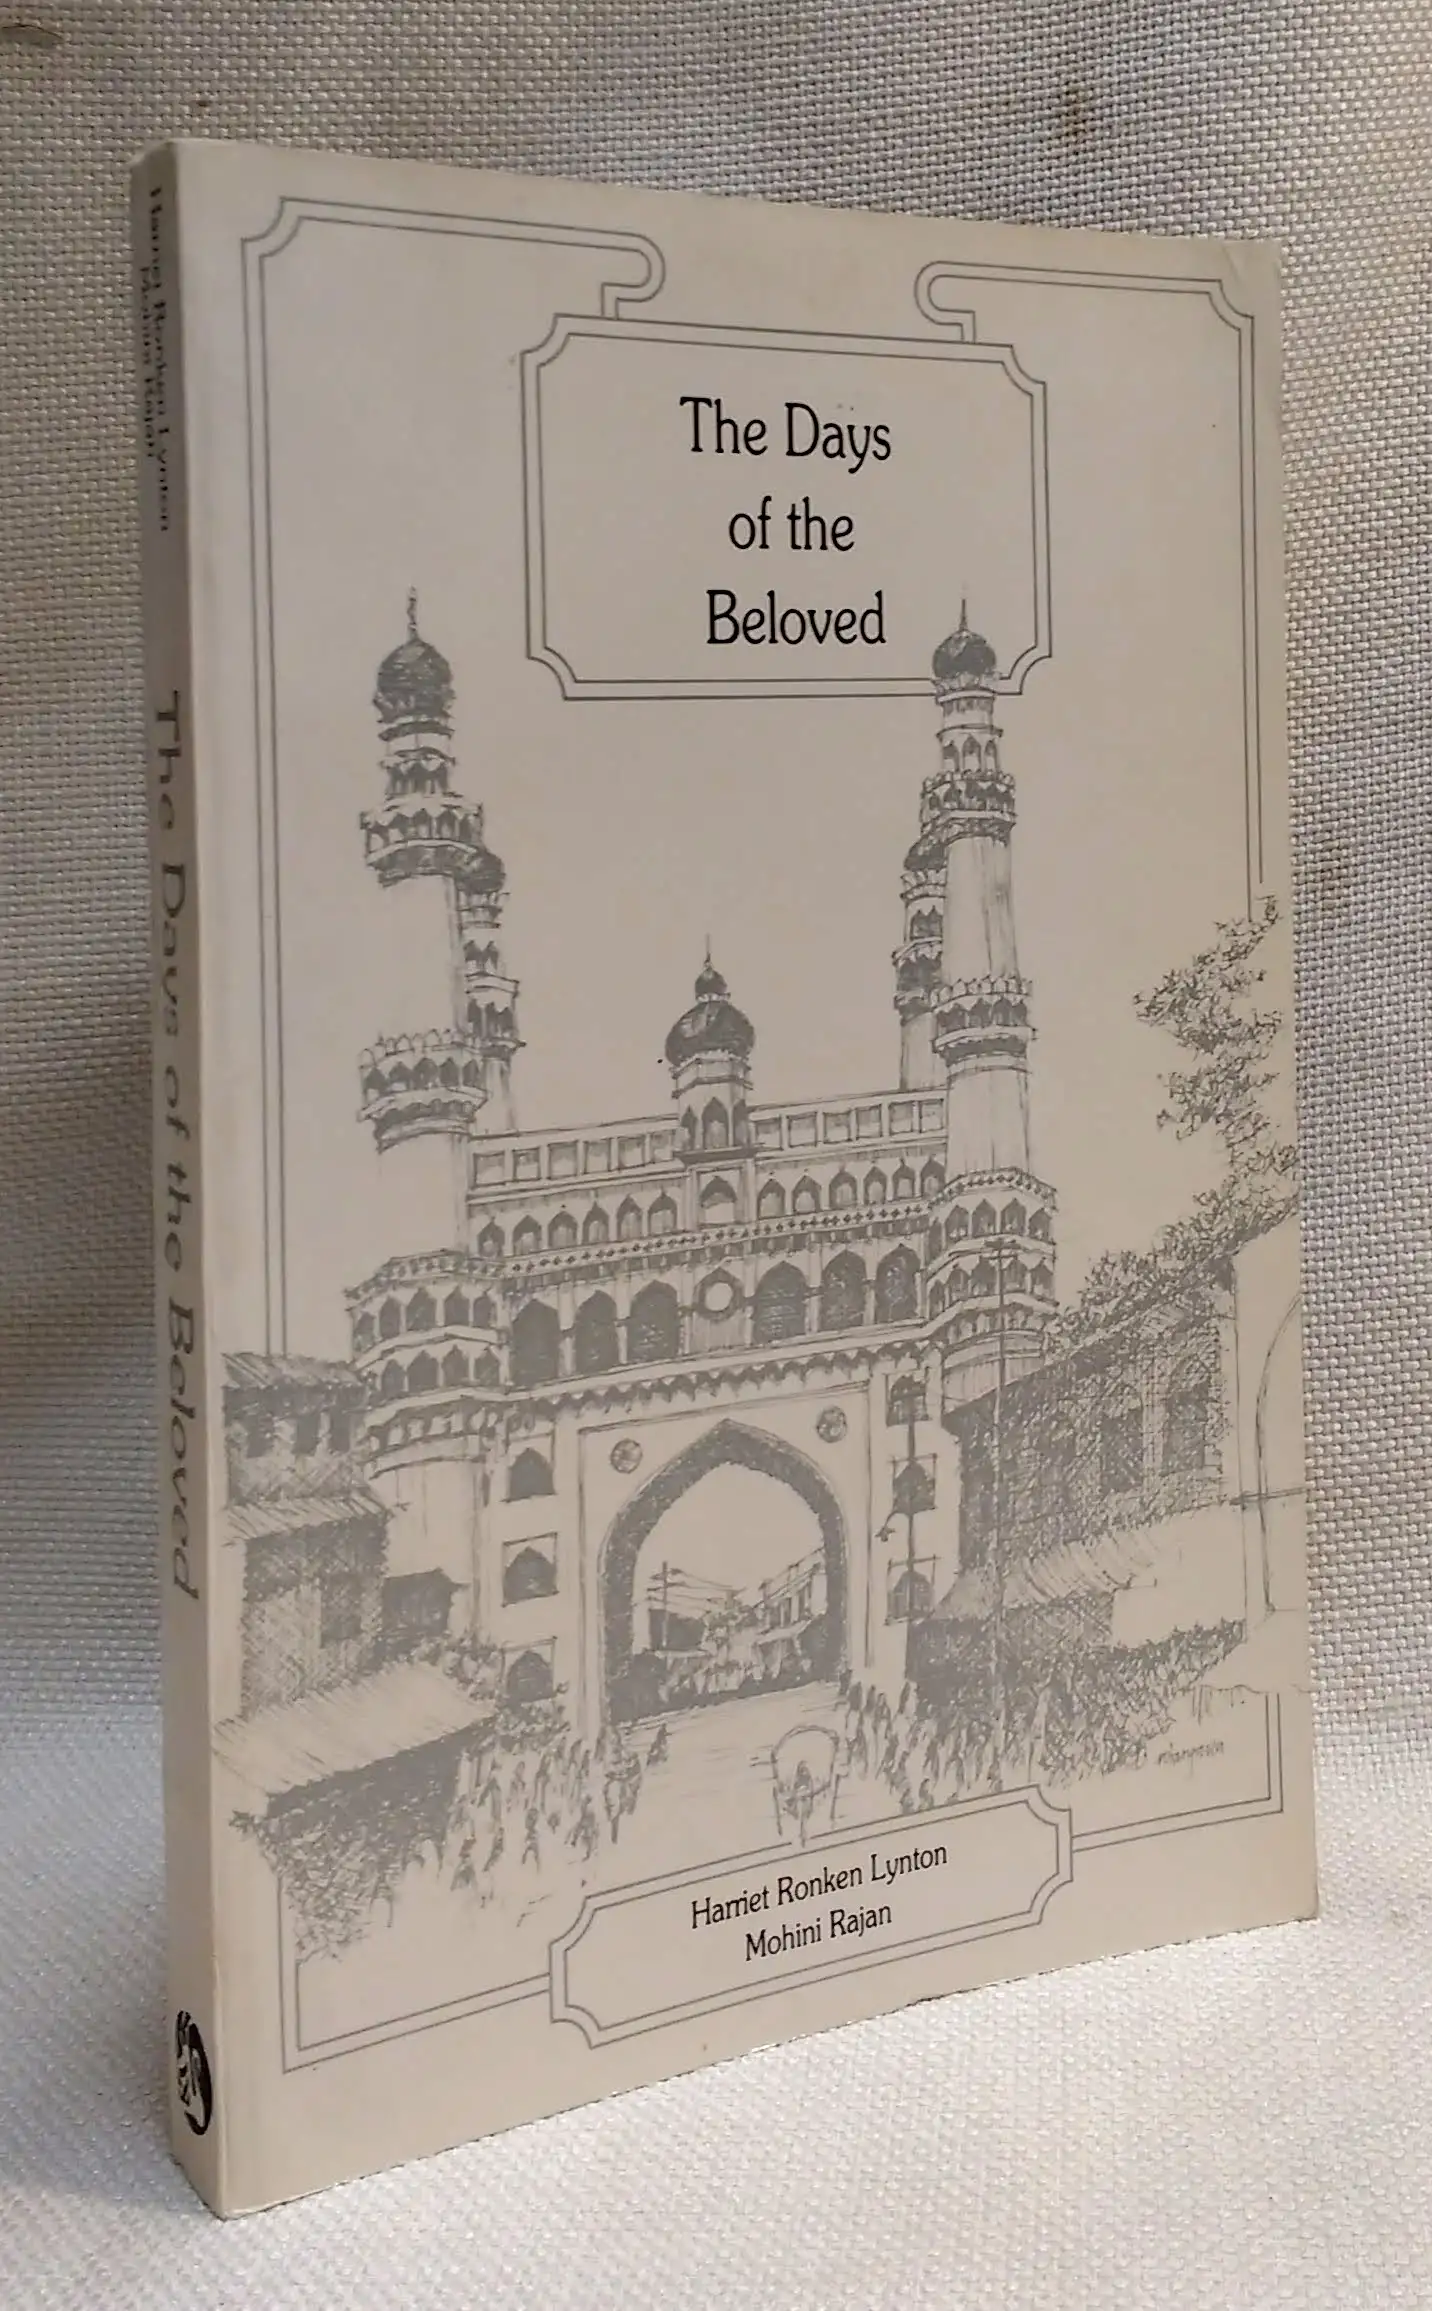 The Days
of the
Beloved
Harriet Ronken Lynton
Mohini Rajan
Harriet Ronken Lynton
Mohini Rajan
The Days of the Beloved